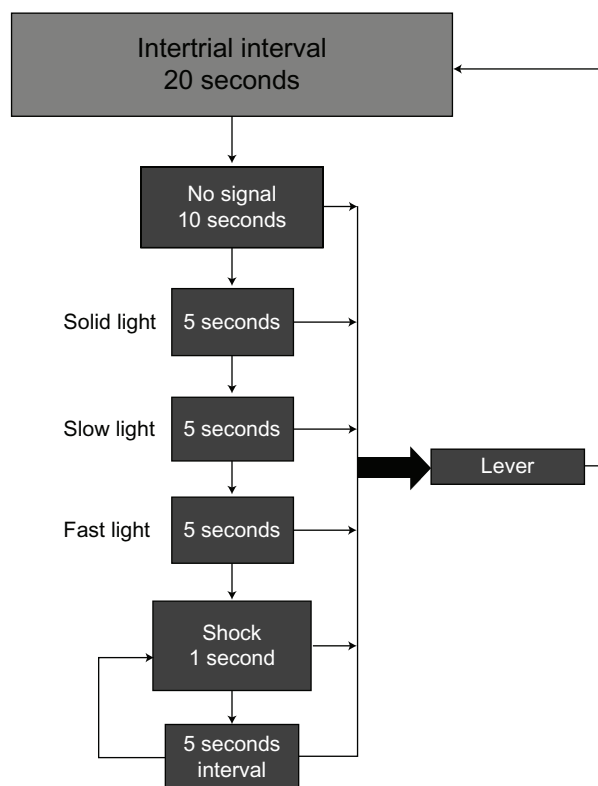 Intertrial interval
20 seconds
No signal
10 seconds
Solid light
5 seconds
Slow light
5 seconds
Lever
Fast light
5 seconds
Shock
1 second
5 seconds
interval